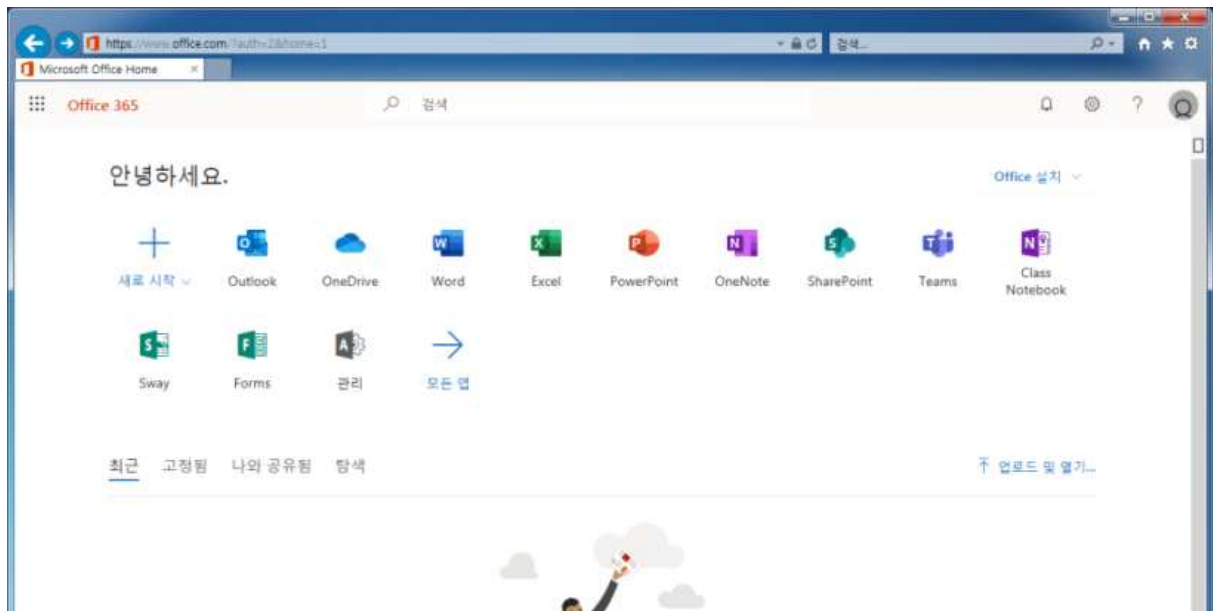 https://www.office.com/?auth=2&home=1
검색...
Microsoft Office Home
Office 365
검색
?
안녕하세요.
Office 설치
새로 시작
Outlook
OneDrive
Word
Excel
PowerPoint
OneNote
SharePoint
Teams
Class
Notebook
Sway
Forms
관리
모든 앱
최근 고정됨 나와 공유됨 탐색
업로드 및 열기...